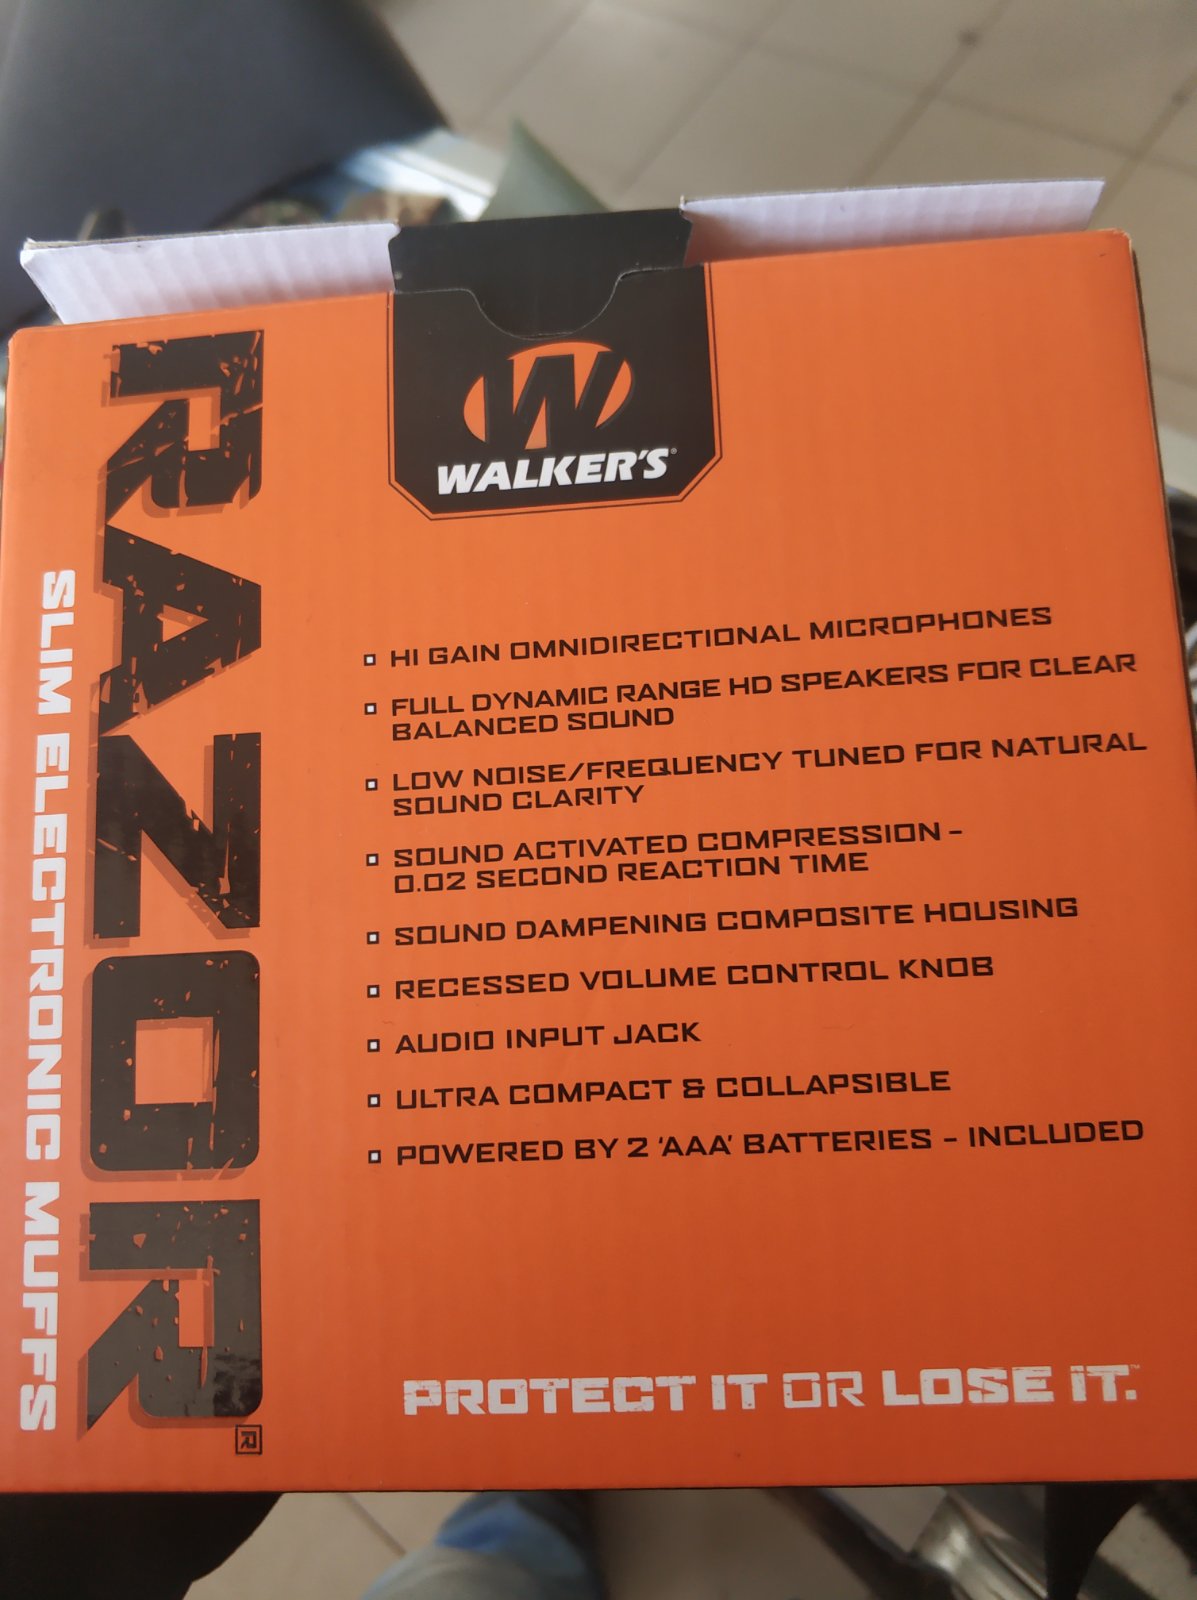 WALKER'S®
RAZOR®
SLIM ELECTRONIC MUFFS
HI GAIN OMNIDIRECTIONAL MICROPHONES
FULL DYNAMIC RANGE HD SPEAKERS FOR CLEAR
BALANCED SOUND
LOW NOISE/FREQUENCY TUNED FOR NATURAL
SOUND CLARITY
SOUND ACTIVATED COMPRESSION –
0.02 SECOND REACTION TIME
SOUND DAMPENING COMPOSITE HOUSING
RECESSED VOLUME CONTROL KNOB
AUDIO INPUT JACK
ULTRA COMPACT & COLLAPSIBLE
POWERED BY 2 'AAA' BATTERIES – INCLUDED
PROTECT IT OR LOSE IT.™